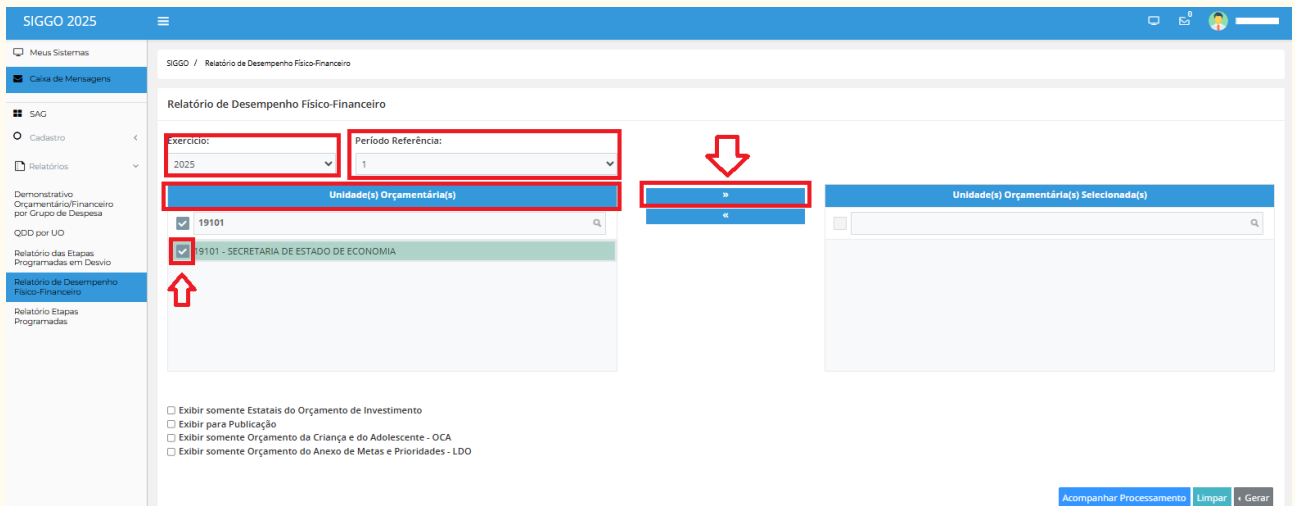 SIGGO 2025
0
Meus Sistemas
Caixa de Mensagens
SAG
Cadastro
Relatórios
Demonstrativo
Orçamentário/Financeiro
por Grupo de Despesa
QDD por UO
Relatório das Etapas
Programadas em Desvio
Relatório de Desempenho
Físico-Financeiro
Relatório Etapas
Programadas
SIGGO / Relatório de Desempenho Físico-Financeiro
Relatório de Desempenho Físico-Financeiro
Exercício: Período Referência:
2025 1
Unidade(s) Orçamentária(s) » Unidade(s) Orçamentária(s) Selecionada(s)
19101 «
19101 - SECRETARIA DE ESTADO DE ECONOMIA
Exibir somente Estatais do Orçamento de Investimento
Exibir para Publicação
Exibir somente Orçamento da Criança e do Adolescente - OCA
Exibir somente Orçamento do Anexo de Metas e Prioridades - LDO
Acompanhar Processamento Limpar Gerar